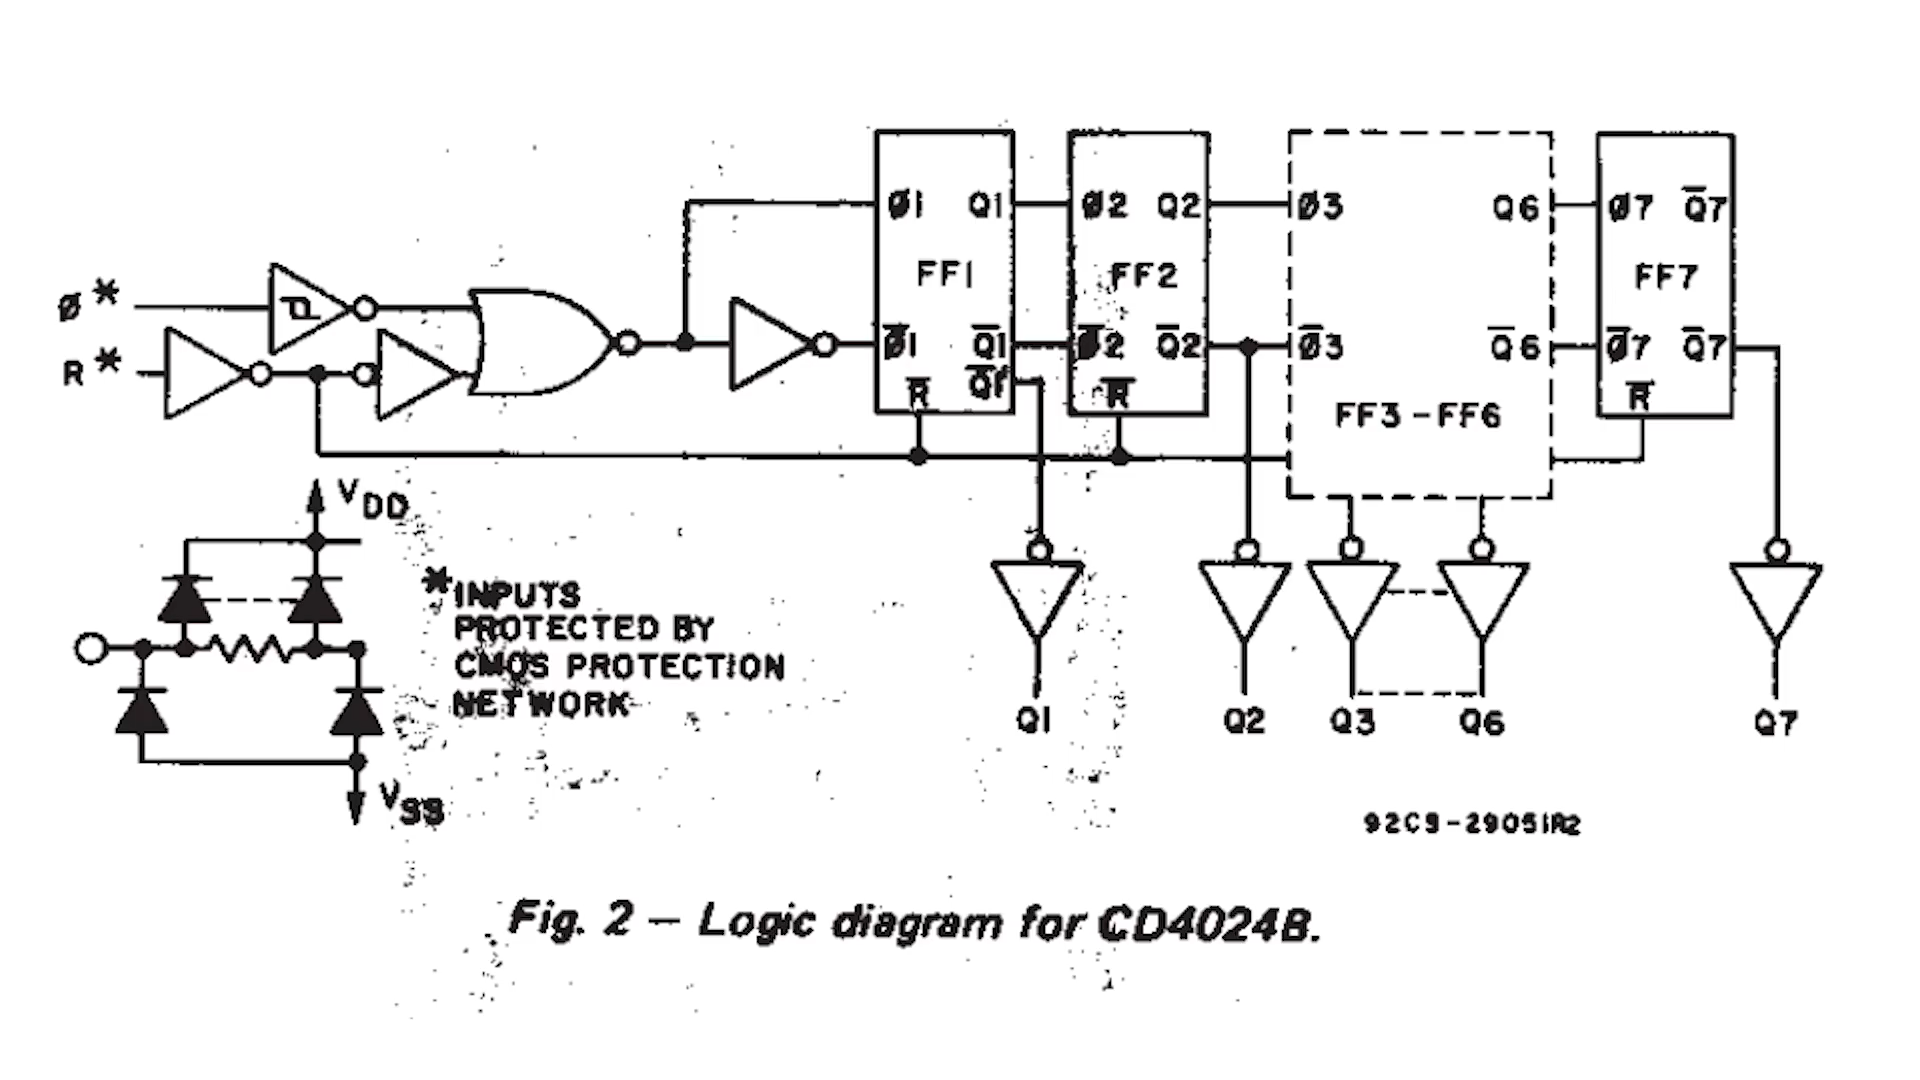 Ø1 Q1 Ø2 Q2 Ø3 Q6 Ø7 Q̅7
FF1 FF2 FF7
Ø *
R *
Ø̅1 Q̅1 Ø̅2 Q̅2 Ø̅3 Q̅6 Ø̅7 Q̅7
R̅ Q̅1' R̅ R̅
FF3-FF6
VDD
*INPUTS
PROTECTED BY
CMOS PROTECTION
NETWORK
Q1 Q2 Q3 Q6 Q7
VSS
92CS-29051R2
Fig. 2 — Logic diagram for CD4024B.